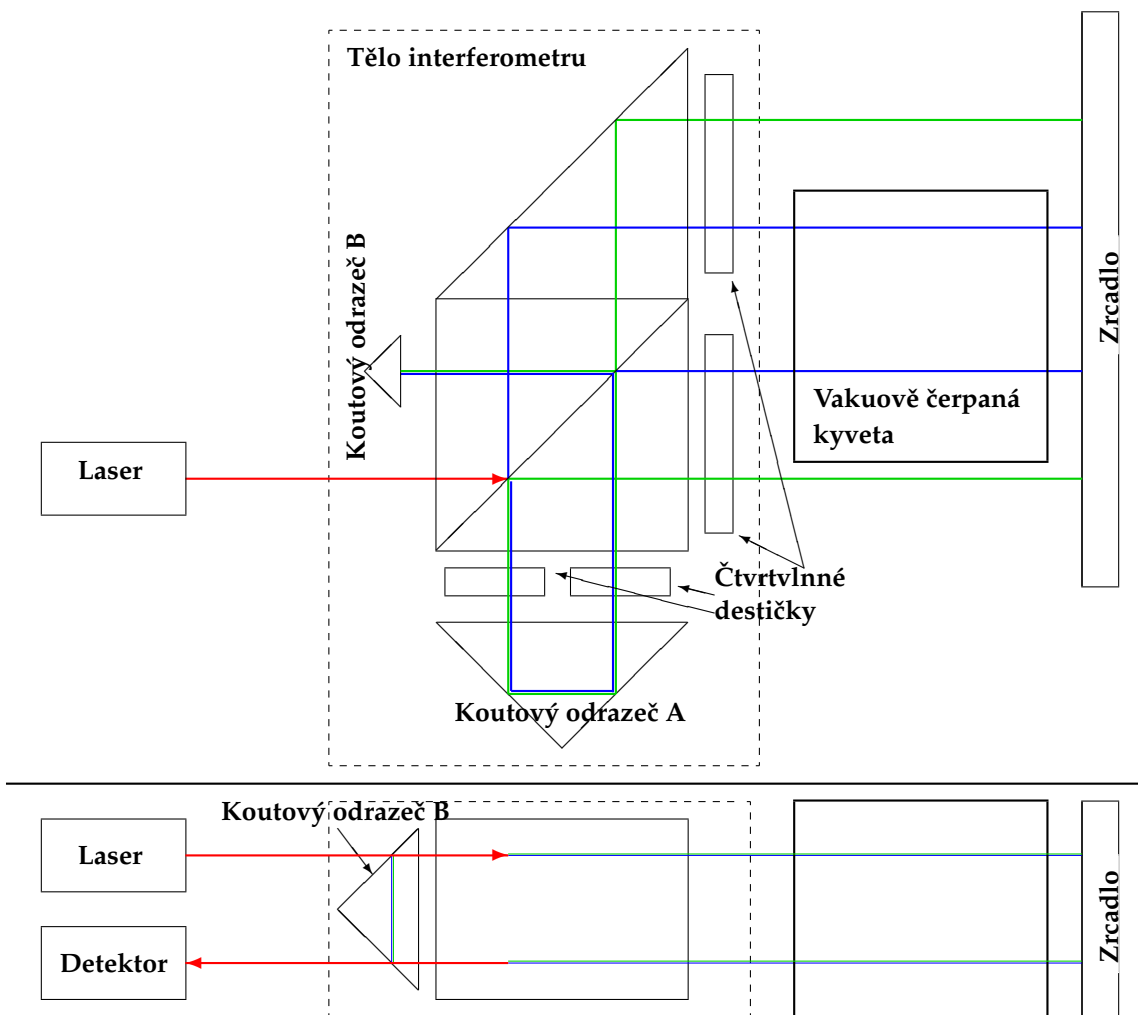 Tělo interferometru
Koutový odrazeč B
Zrcadlo
Vakuově čerpaná
kyveta
Laser
Čtvrtvlnné
destičky
Koutový odrazeč A
Koutový odrazeč B
Laser
Detektor
Zrcadlo